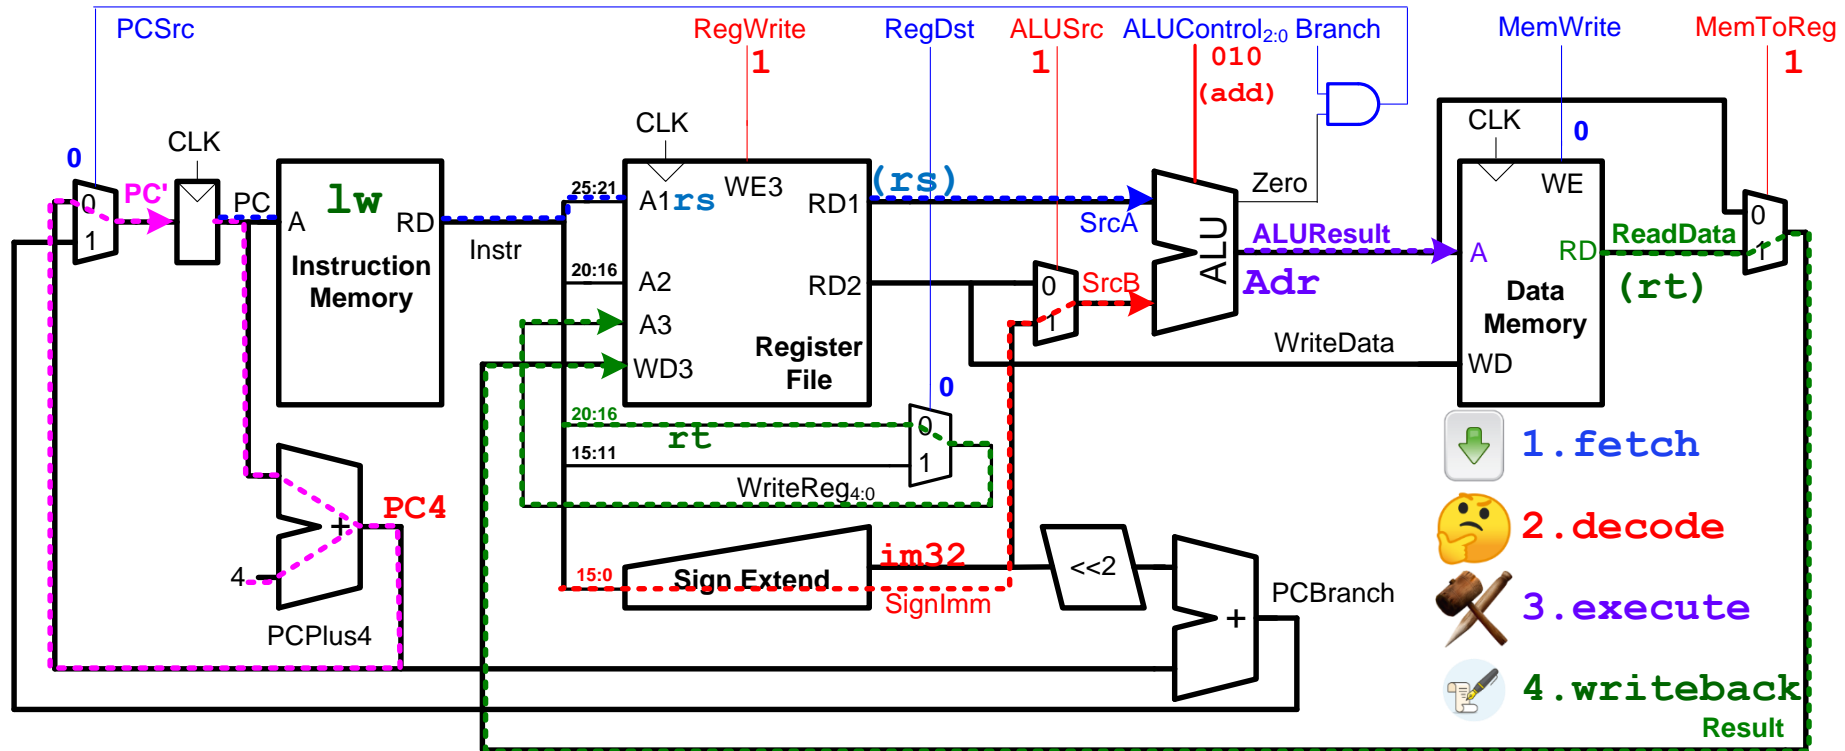 PCSrc
RegWrite
RegDst
ALUSrc
ALUControl2:0
Branch
MemWrite
MemToReg
1
1
010
(add)
1
0
CLK
CLK
CLK
0
0
1
PC'
PC
A
lw
RD
Instruction
Memory
Instr
25:21
A1
rs
WE3
RD1
(rs)
SrcA
Zero
WE
20:16
A2
RD2
A3
WD3
Register
File
0
1
SrcB
ALU
ALUResult
Adr
A
RD
ReadData
(rt)
0
1
Data
Memory
WriteData
WD
0
20:16
rt
0
15:11
1
WriteReg4:0
PC4
+
4
PCPlus4
15:0
Sign Extend
im32
SignImm
<<2
+
PCBranch
1.fetch
2.decode
3.execute
4.writeback
Result